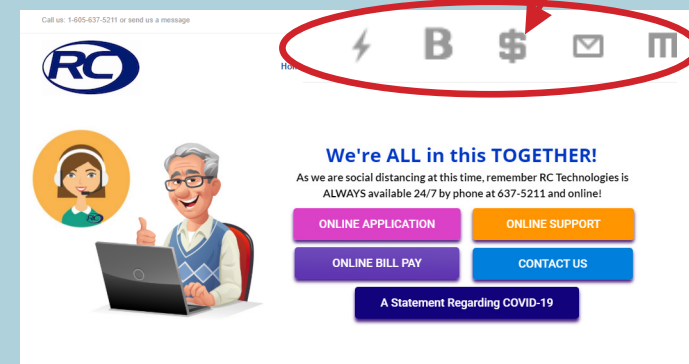 Call us: 1-605-637-5211 or send us a message
B $ M
RC
Ho
We're ALL in this TOGETHER!
As we are social distancing at this time, remember RC Technologies is
ALWAYS available 24/7 by phone at 637-5211 and online!
ONLINE APPLICATION
ONLINE SUPPORT
ONLINE BILL PAY
CONTACT US
A Statement Regarding COVID-19